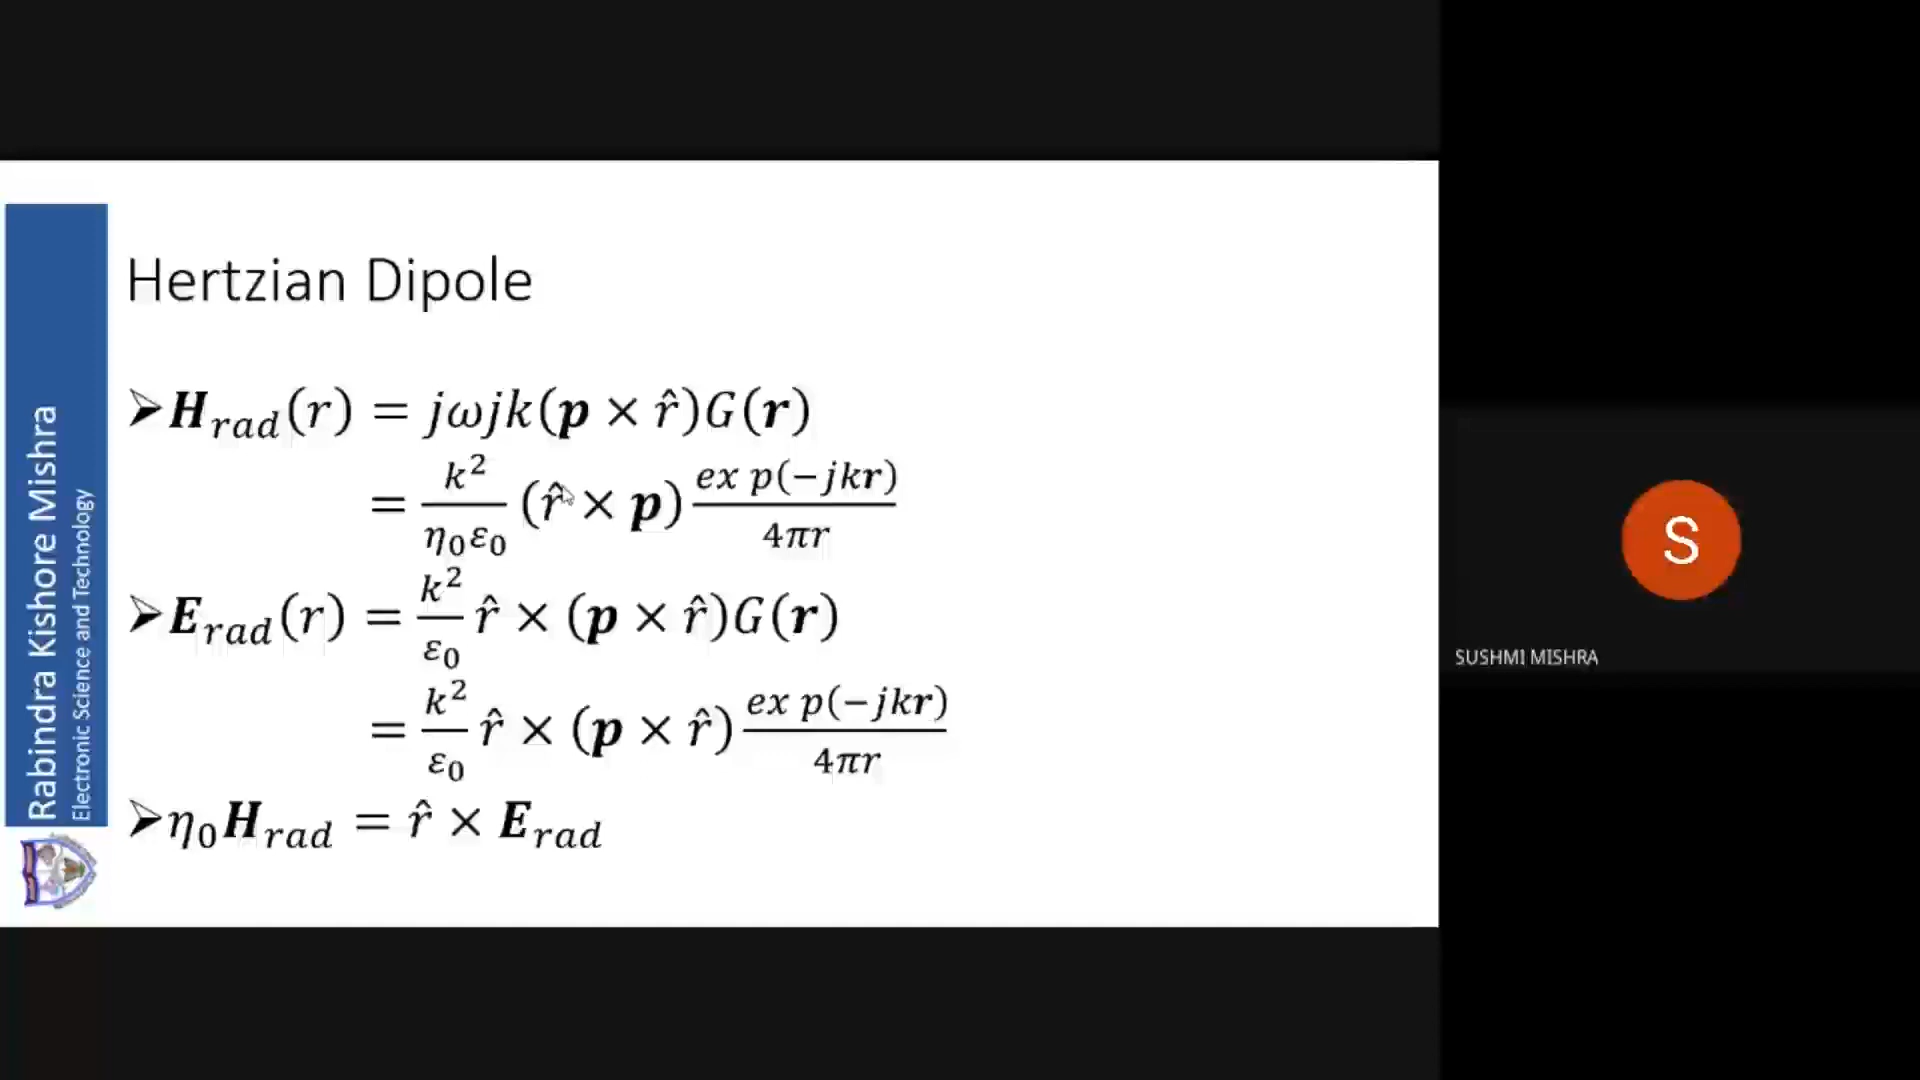 Rabindra Kishore Mishra
Electronic Science and Technology
Hertzian Dipole
➢H_rad(r) = jωjk(p × r̂)G(r)
= k²/(η₀ε₀) (r̂ × p) ex p(−jkr)/(4πr)
➢E_rad(r) = k²/ε₀ r̂ × (p × r̂)G(r)
= k²/ε₀ r̂ × (p × r̂) ex p(−jkr)/(4πr)
➢η₀H_rad = r̂ × E_rad
S
SUSHMI MISHRA